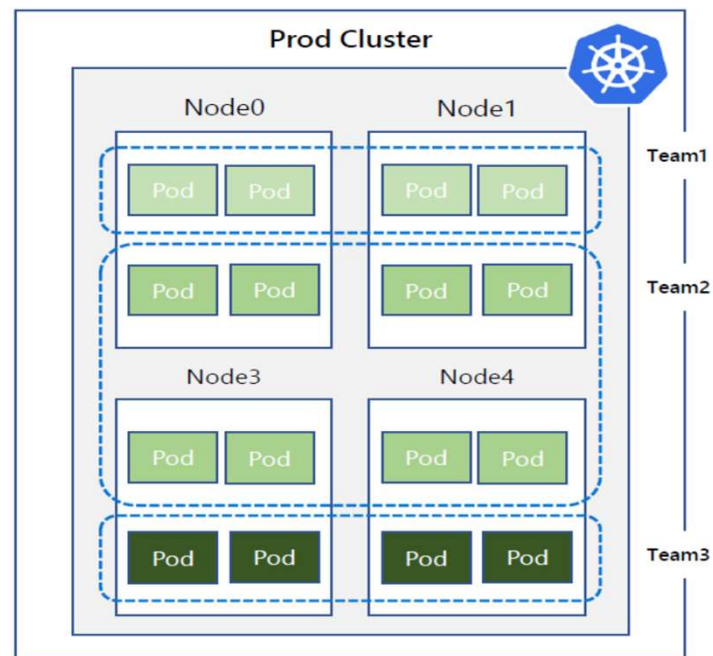 Prod Cluster
Node0 Node1
Team1
Pod Pod Pod Pod
Team2
Pod Pod Pod Pod
Node3 Node4
Pod Pod Pod Pod
Team3
Pod Pod Pod Pod